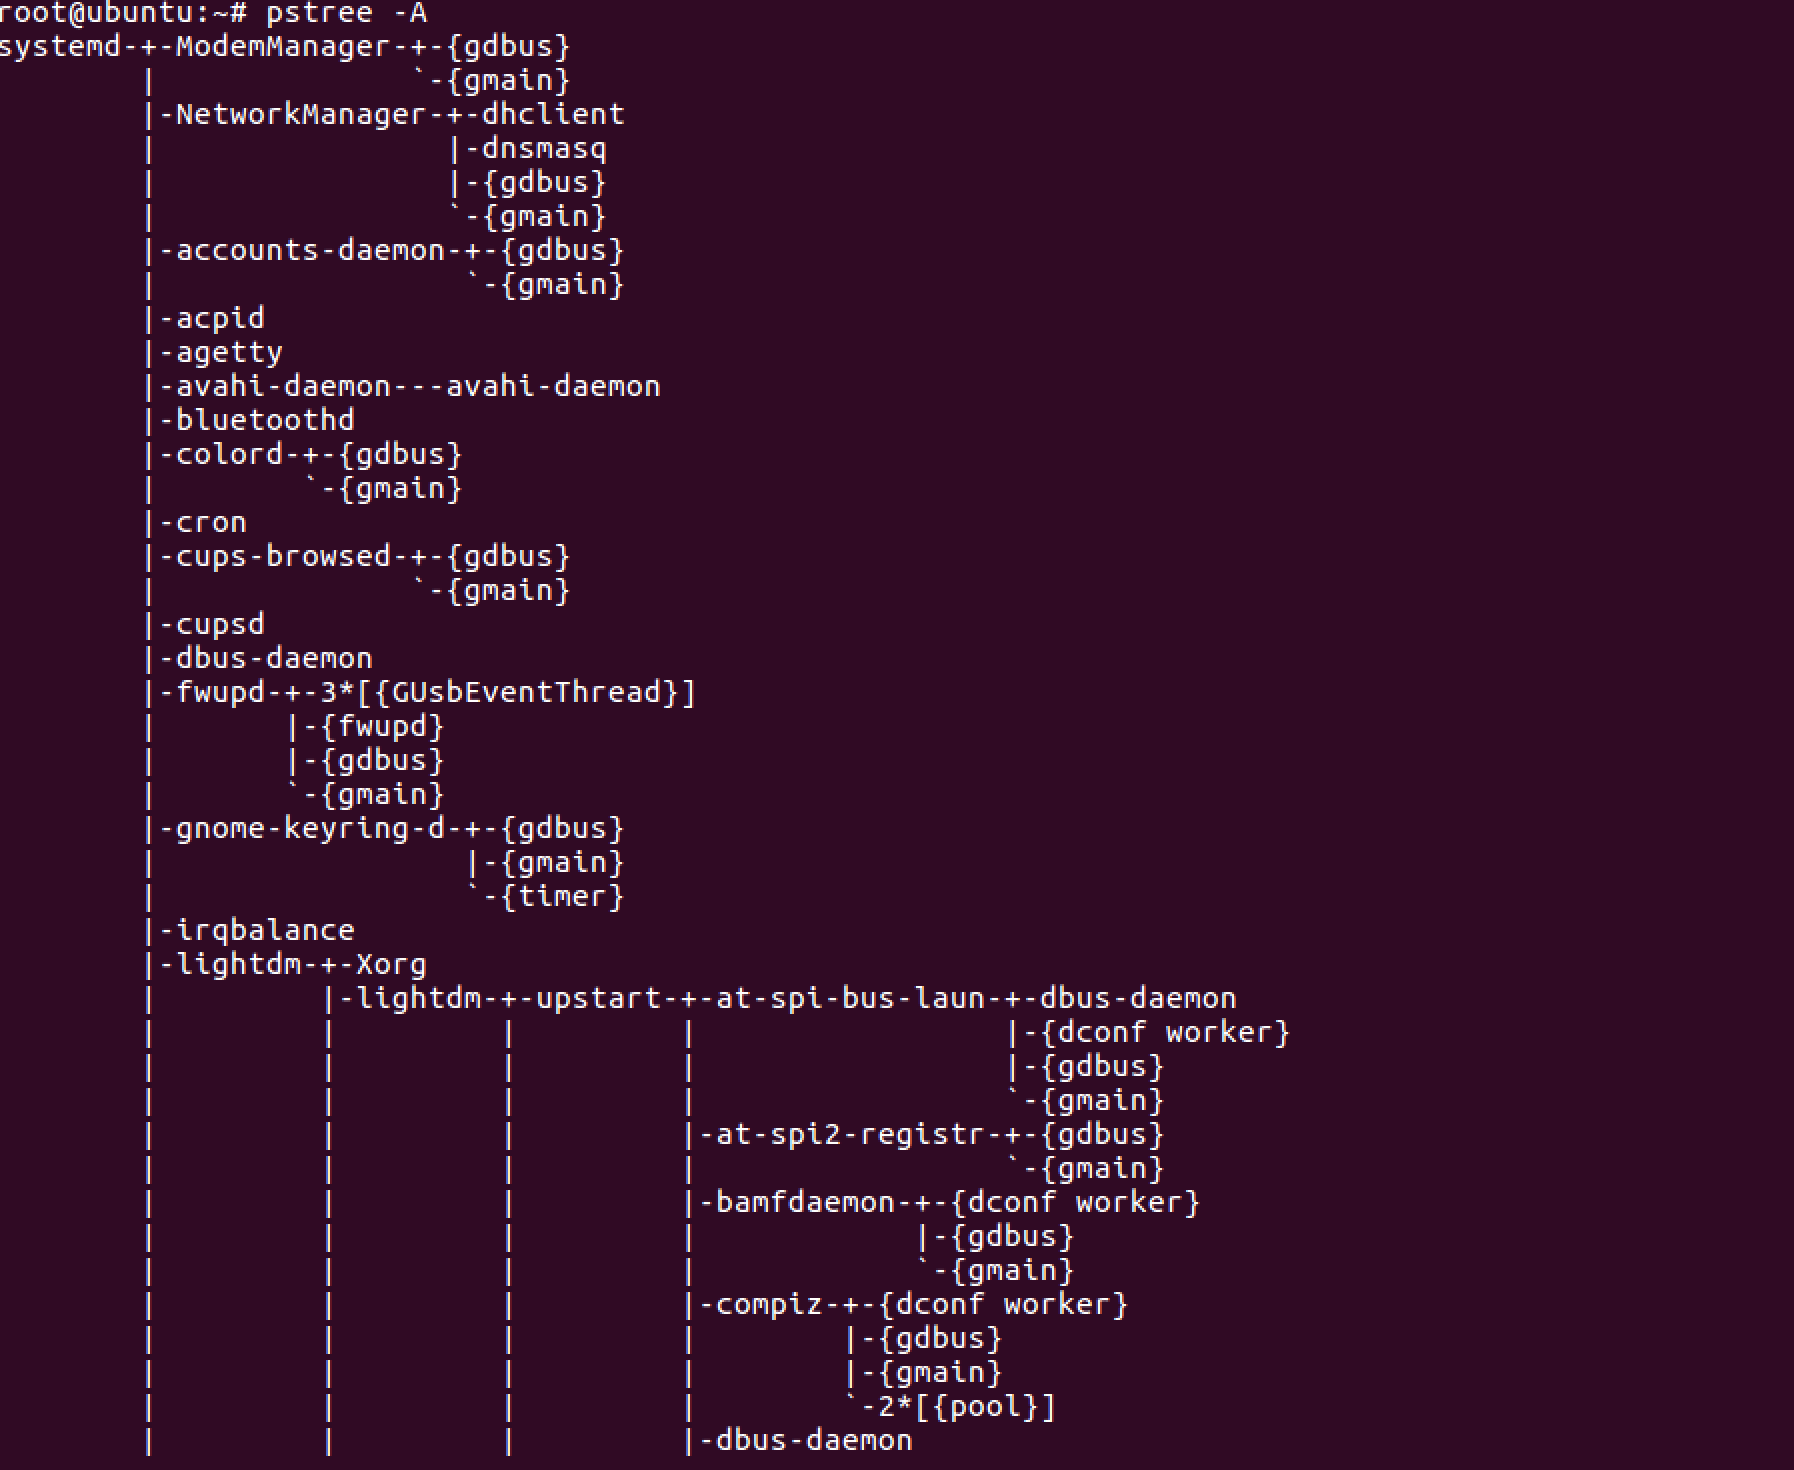 root@ubuntu:~# pstree -A
systemd-+-ModemManager-+-{gdbus}
        |              `-{gmain}
        |-NetworkManager-+-dhclient
        |                |-dnsmasq
        |                |-{gdbus}
        |                `-{gmain}
        |-accounts-daemon-+-{gdbus}
        |                 `-{gmain}
        |-acpid
        |-agetty
        |-avahi-daemon---avahi-daemon
        |-bluetoothd
        |-colord-+-{gdbus}
        |        `-{gmain}
        |-cron
        |-cups-browsed-+-{gdbus}
        |              `-{gmain}
        |-cupsd
        |-dbus-daemon
        |-fwupd-+-3*[{GUsbEventThread}]
        |       |-{fwupd}
        |       |-{gdbus}
        |       `-{gmain}
        |-gnome-keyring-d-+-{gdbus}
        |                 |-{gmain}
        |                 `-{timer}
        |-irqbalance
        |-lightdm-+-Xorg
        |         |-lightdm-+-upstart-+-at-spi-bus-laun-+-dbus-daemon
        |         |         |         |                 |-{dconf worker}
        |         |         |         |                 |-{gdbus}
        |         |         |         |                 `-{gmain}
        |         |         |         |-at-spi2-registr-+-{gdbus}
        |         |         |         |                 `-{gmain}
        |         |         |         |-bamfdaemon-+-{dconf worker}
        |         |         |         |            |-{gdbus}
        |         |         |         |            `-{gmain}
        |         |         |         |-compiz-+-{dconf worker}
        |         |         |         |        |-{gdbus}
        |         |         |         |        |-{gmain}
        |         |         |         |        `-2*[{pool}]
        |         |         |         |-dbus-daemon